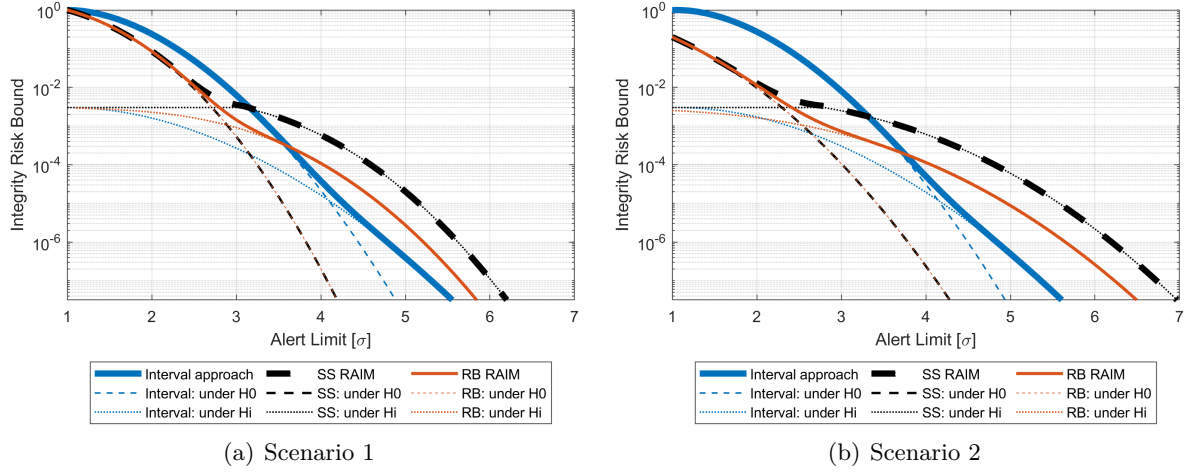 10^0
10^-2
10^-4
10^-6
Integrity Risk Bound
1 2 3 4 5 6 7
Alert Limit [σ]
Interval approach SS RAIM RB RAIM
Interval: under H0 SS: under H0 RB: under H0
Interval: under Hi SS: under Hi RB: under Hi
(a) Scenario 1
10^0
10^-2
10^-4
10^-6
Integrity Risk Bound
1 2 3 4 5 6 7
Alert Limit [σ]
Interval approach SS RAIM RB RAIM
Interval: under H0 SS: under H0 RB: under H0
Interval: under Hi SS: under Hi RB: under Hi
(b) Scenario 2